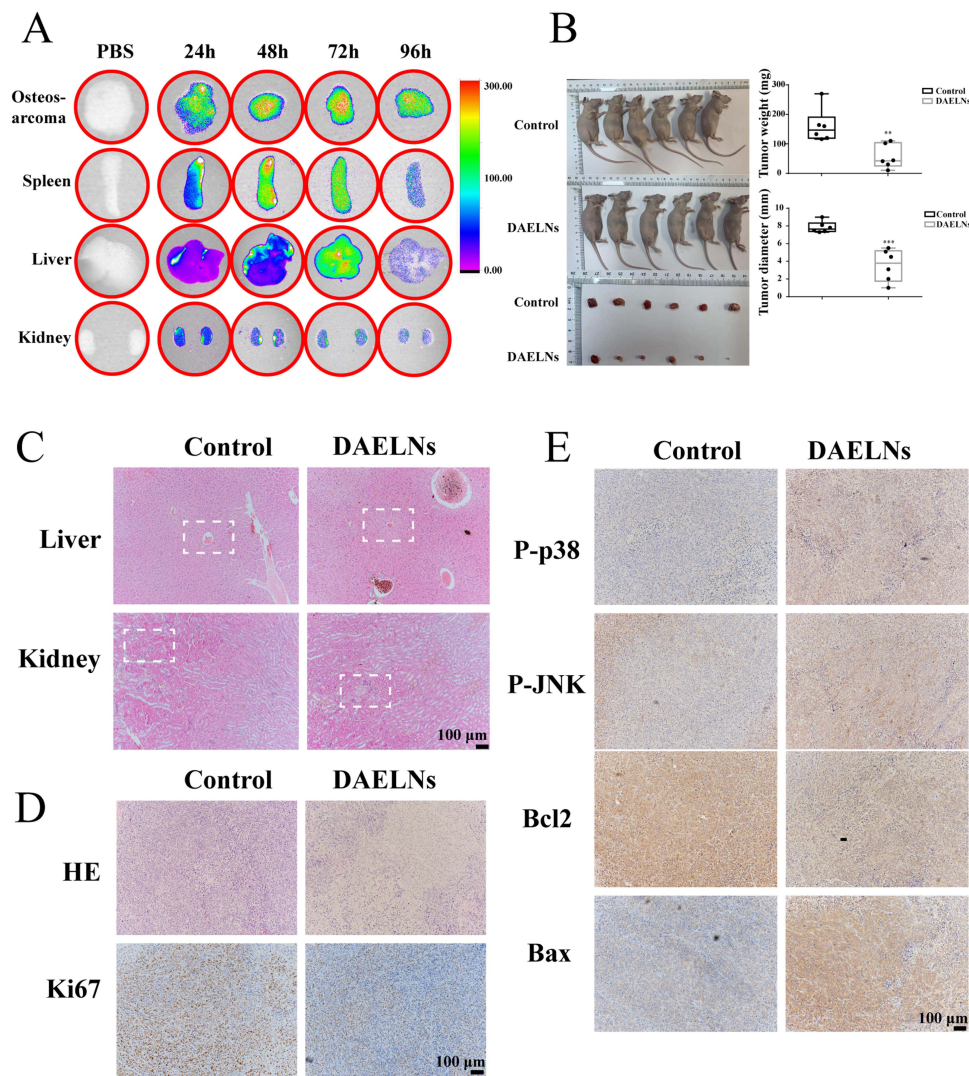 A
PBS 24h 48h 72h 96h
Osteos-
arcoma
Spleen
Liver
Kidney
300.00
100.00
0.00
B
Control
DAELNs
Control
DAELNs
Tumor weight (mg)
300
200
100
0
**
Control
DAELNs
Tumor diameter (mm)
10
8
6
4
2
0
***
Control
DAELNs
C
Control DAELNs
Liver
Kidney
100 μm
D
Control DAELNs
HE
Ki67
100 μm
E
Control DAELNs
P-p38
P-JNK
Bcl2
Bax
100 μm